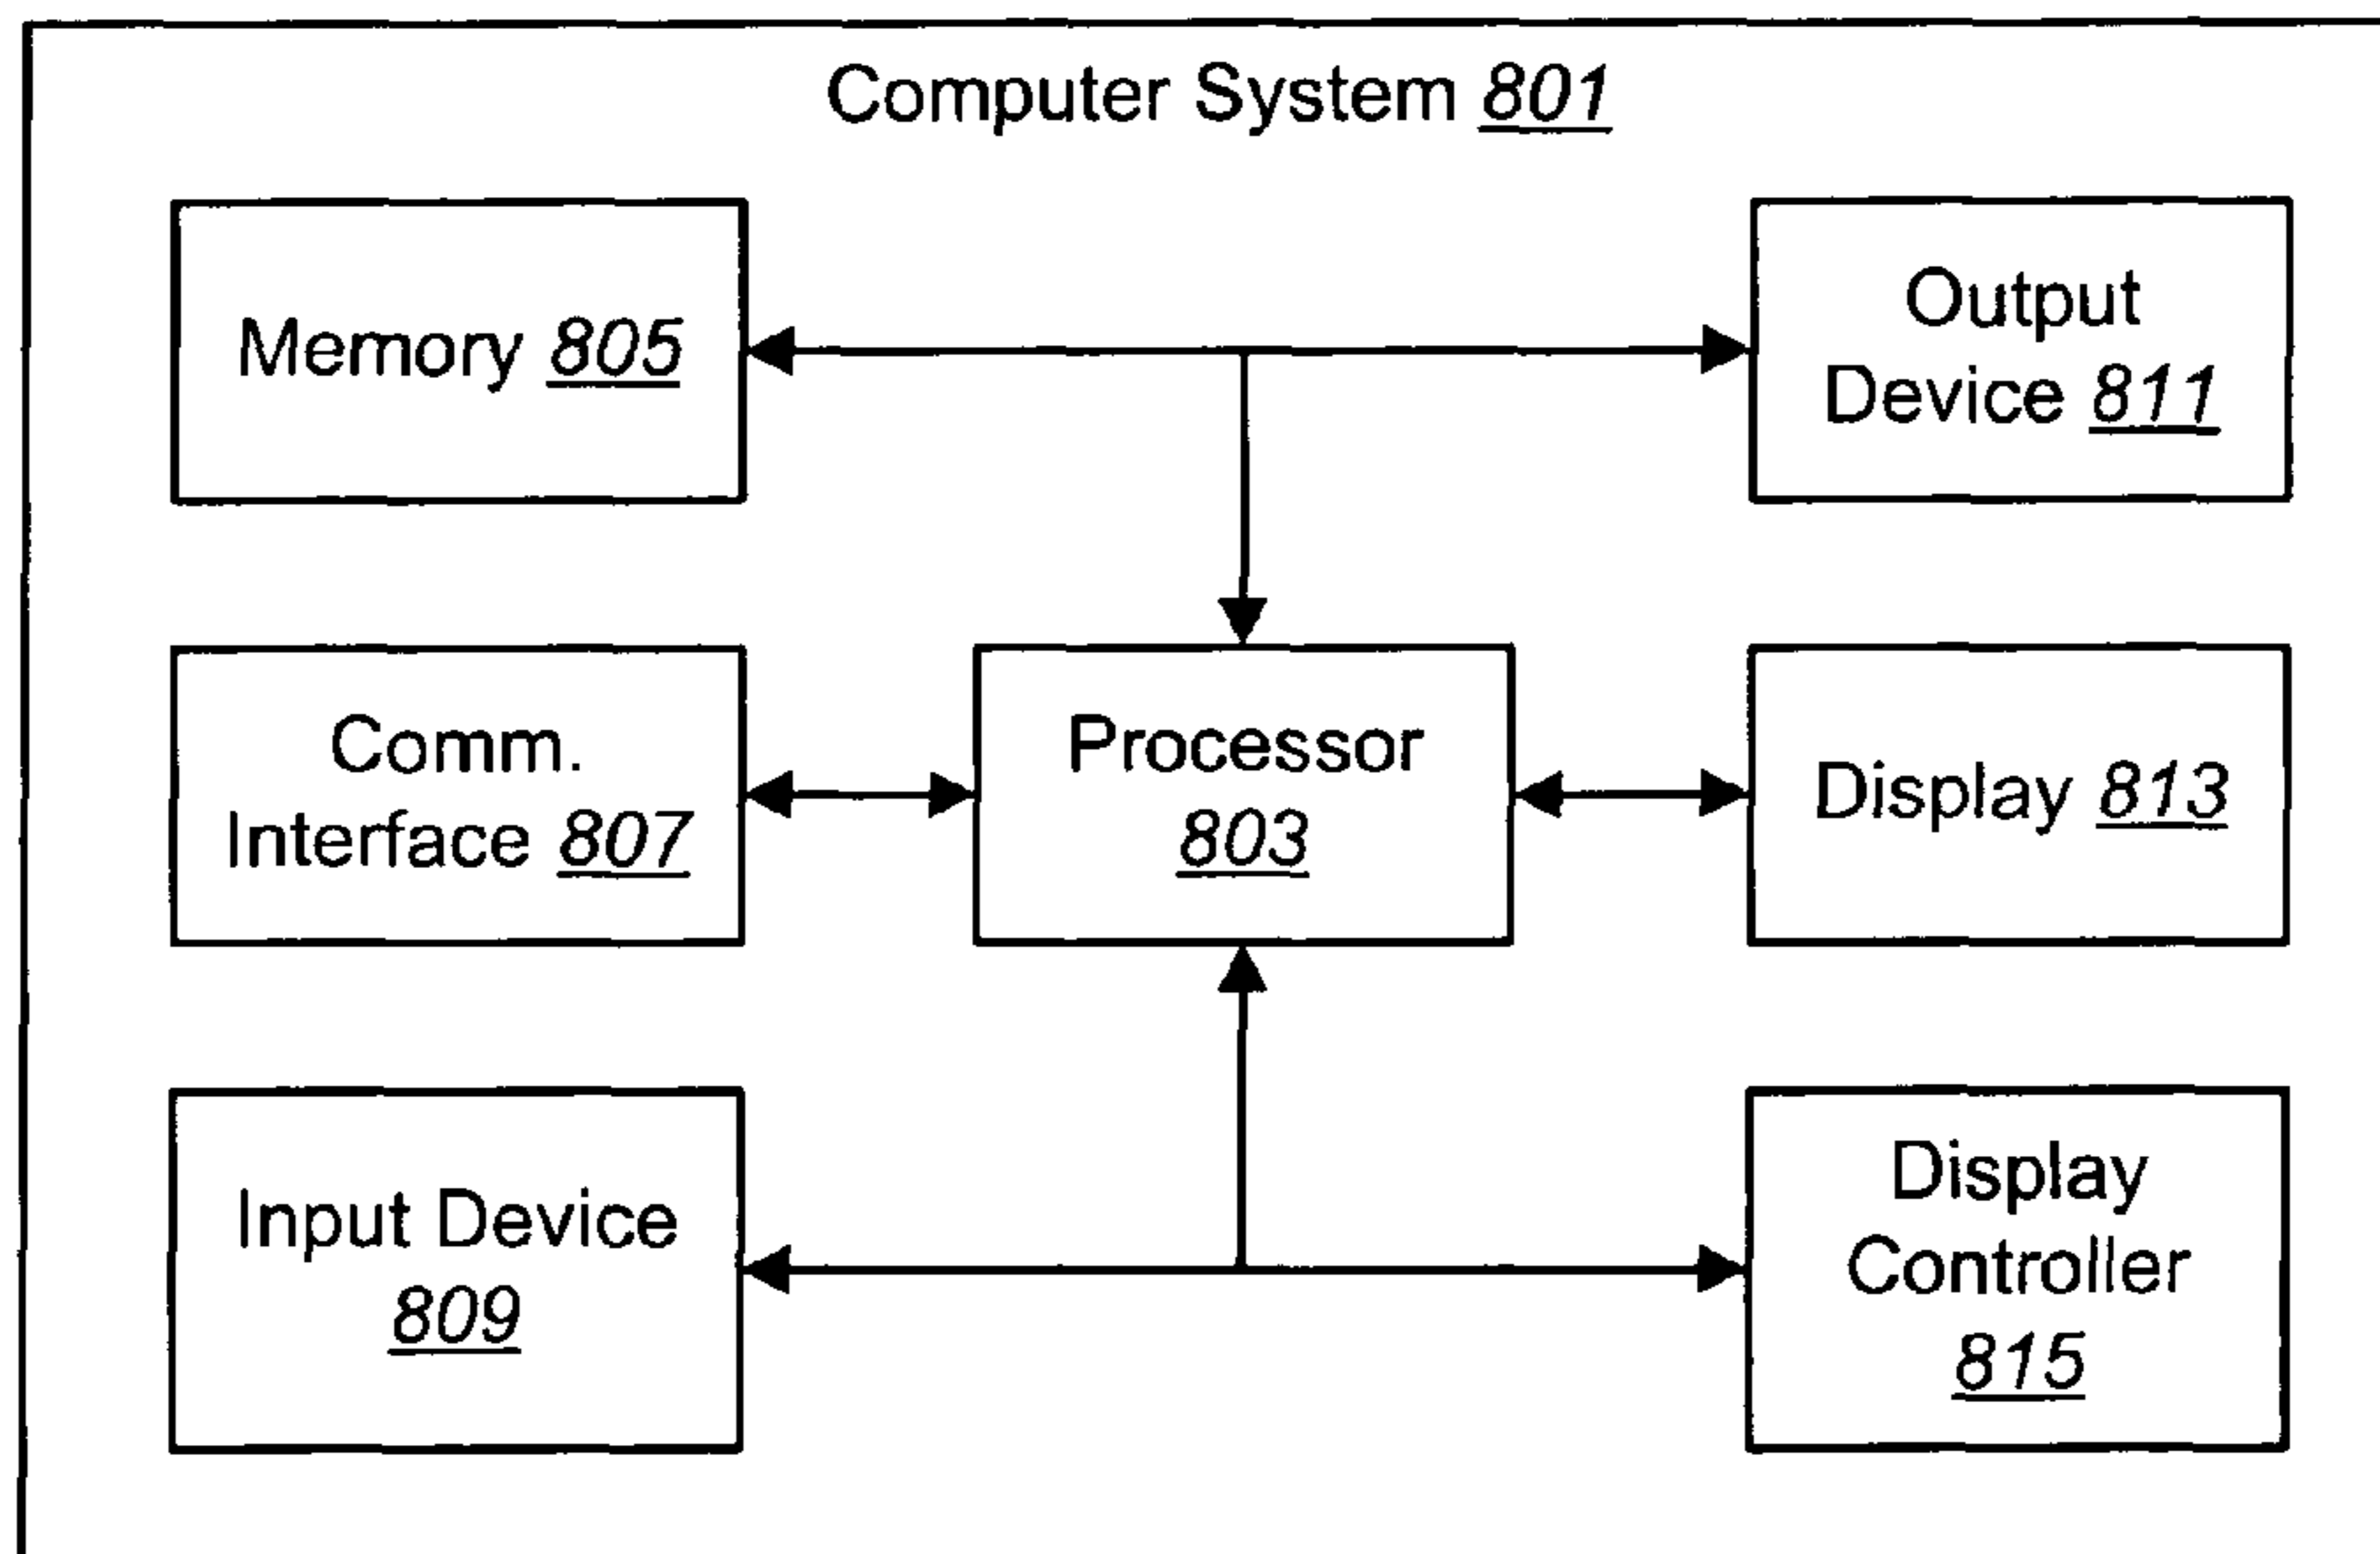 Computer System 801
Memory 805
Output
Device 811
Comm.
Interface 807
Processor
803
Display 813
Input Device
809
Display
Controller
815